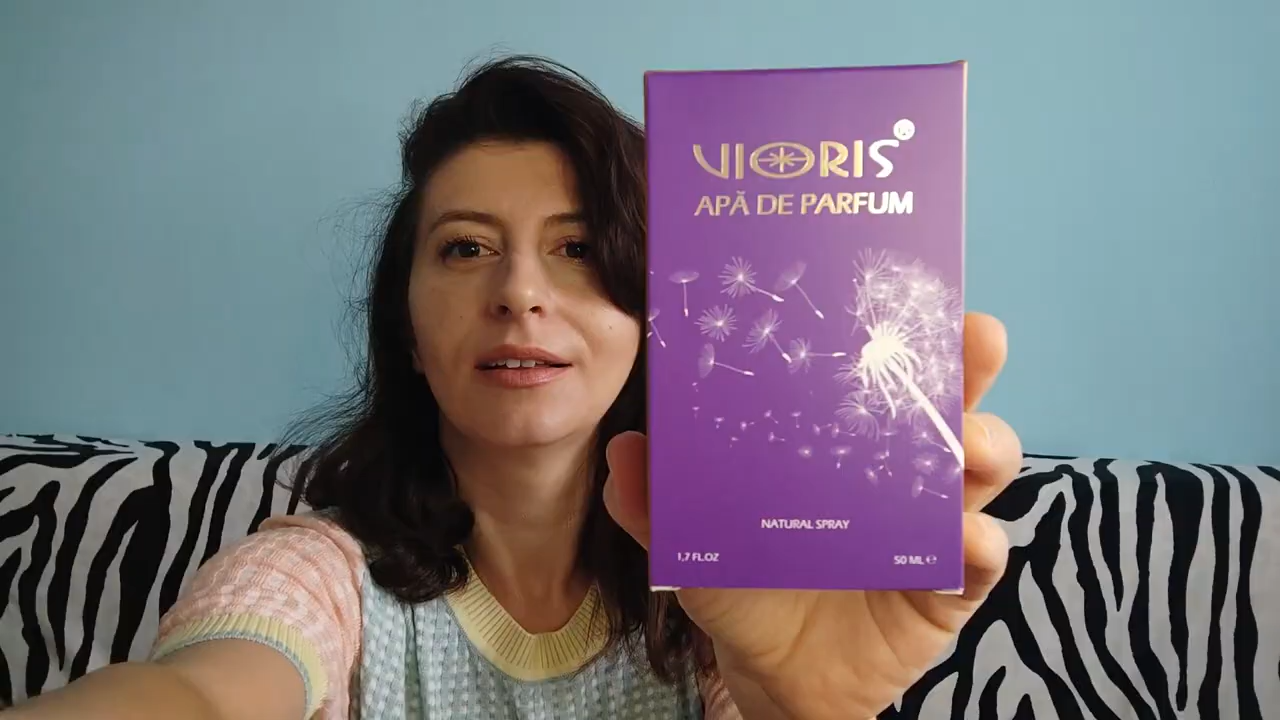 VIORIS
APĂ DE PARFUM
NATURAL SPRAY
1,7 FL.OZ
50 ML ℮